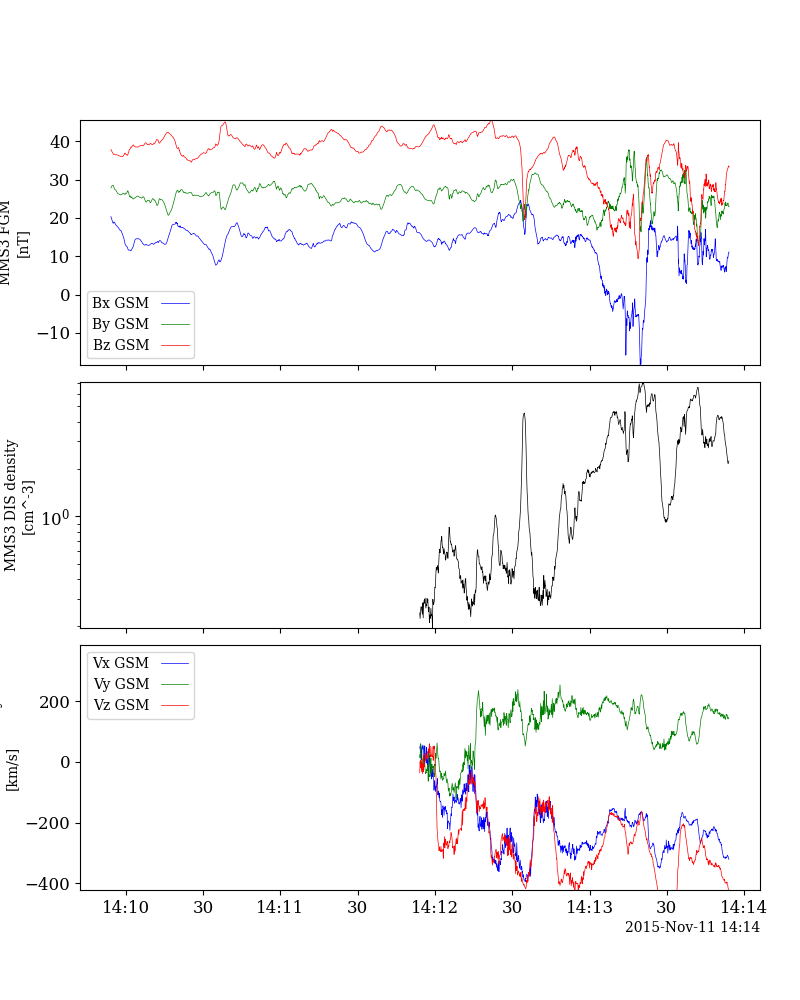 40
30
20
10
0
−10
MMS3 FGM
[nT]
Bx GSM
By GSM
Bz GSM
10^0
MMS3 DIS density
[cm^-3]
200
0
−200
−400
[km/s]
Vx GSM
Vy GSM
Vz GSM
14:10 30 14:11 30 14:12 30 14:13 30 14:14
2015-Nov-11 14:14